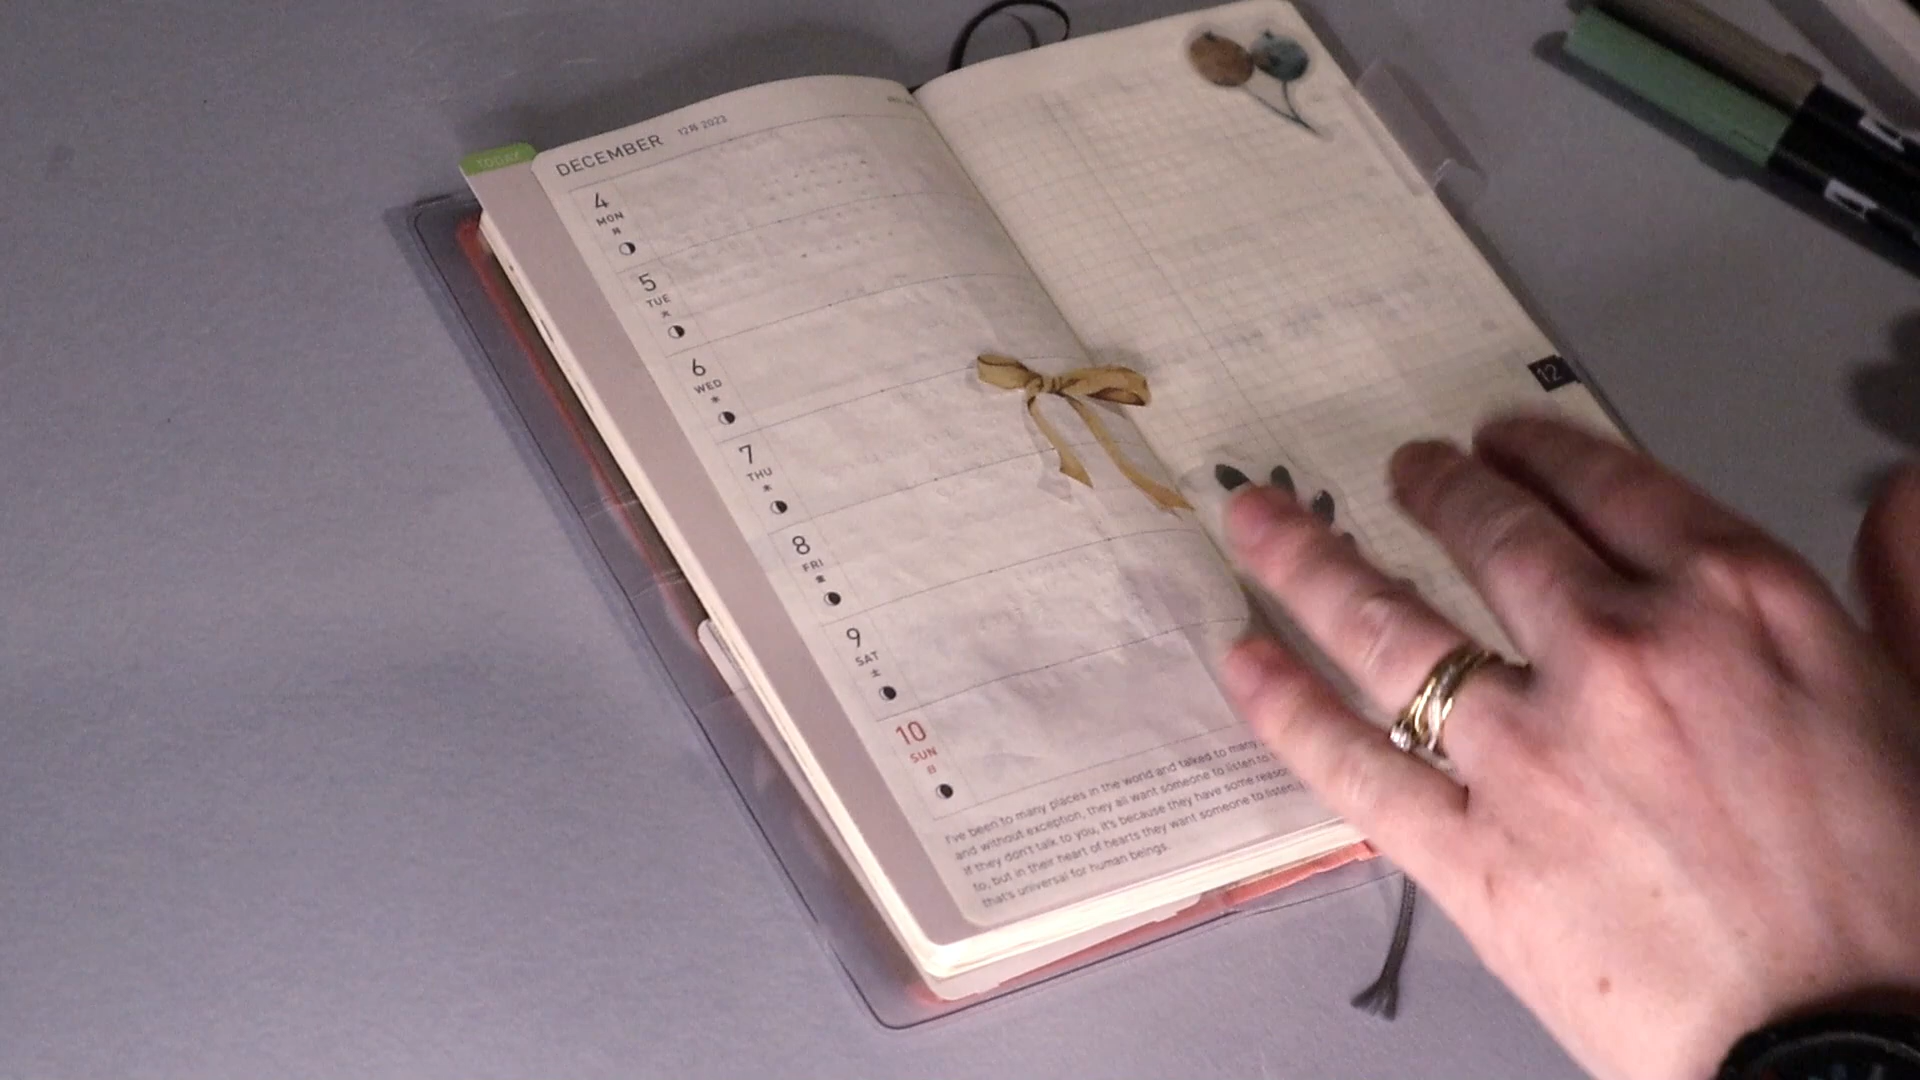 TODAY
DECEMBER 12月 2023
4
MON
月
5
TUE
火
6
WED
水
7
THU
木
8
FRI
金
9
SAT
土
10
SUN
日
12
I've been to many places in the world and talked to many
and without exception, they all want someone to listen to
If they don't talk to you, it's because they have some reason
to, but in their heart of hearts they want someone to listen.
that's universal for human beings.